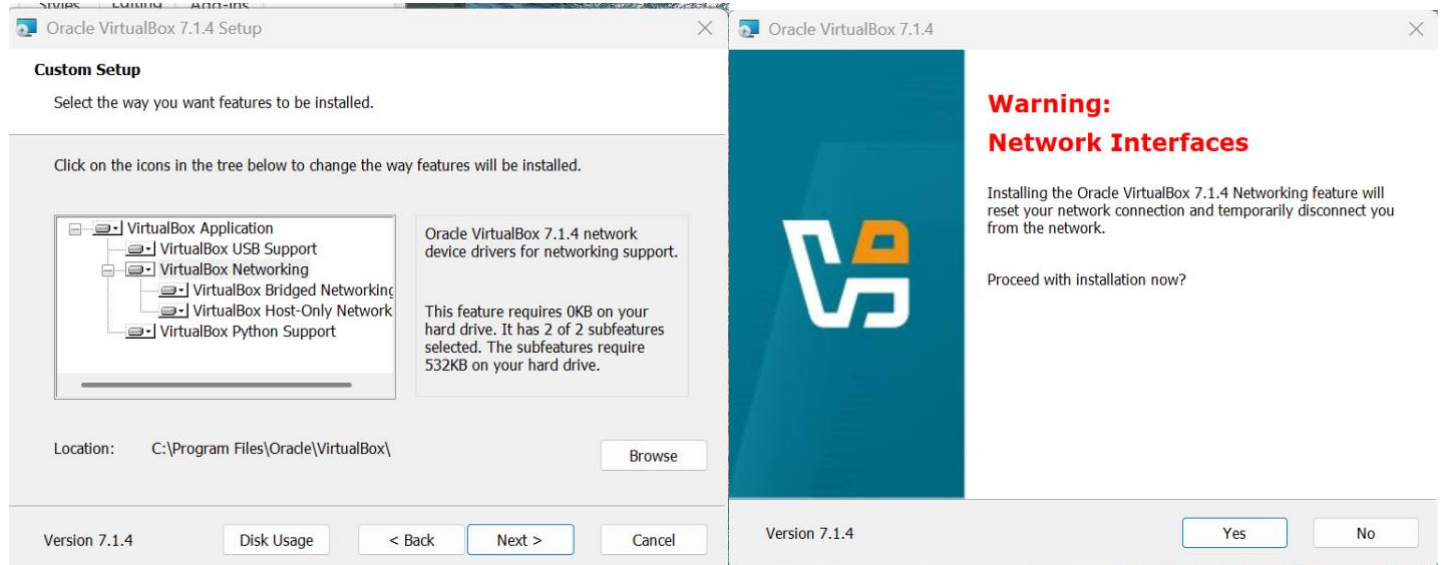 Styles Editing Add-ins
Oracle VirtualBox 7.1.4 Setup
Custom Setup
Select the way you want features to be installed.
Click on the icons in the tree below to change the way features will be installed.
VirtualBox Application
VirtualBox USB Support
VirtualBox Networking
VirtualBox Bridged Networking
VirtualBox Host-Only Network
VirtualBox Python Support
Oracle VirtualBox 7.1.4 network
device drivers for networking support.
This feature requires 0KB on your
hard drive. It has 2 of 2 subfeatures
selected. The subfeatures require
532KB on your hard drive.
Location: C:\Program Files\Oracle\VirtualBox\
Browse
Version 7.1.4
Disk Usage
< Back
Next >
Cancel
Oracle VirtualBox 7.1.4
Warning:
Network Interfaces
Installing the Oracle VirtualBox 7.1.4 Networking feature will
reset your network connection and temporarily disconnect you
from the network.
Proceed with installation now?
Version 7.1.4
Yes
No